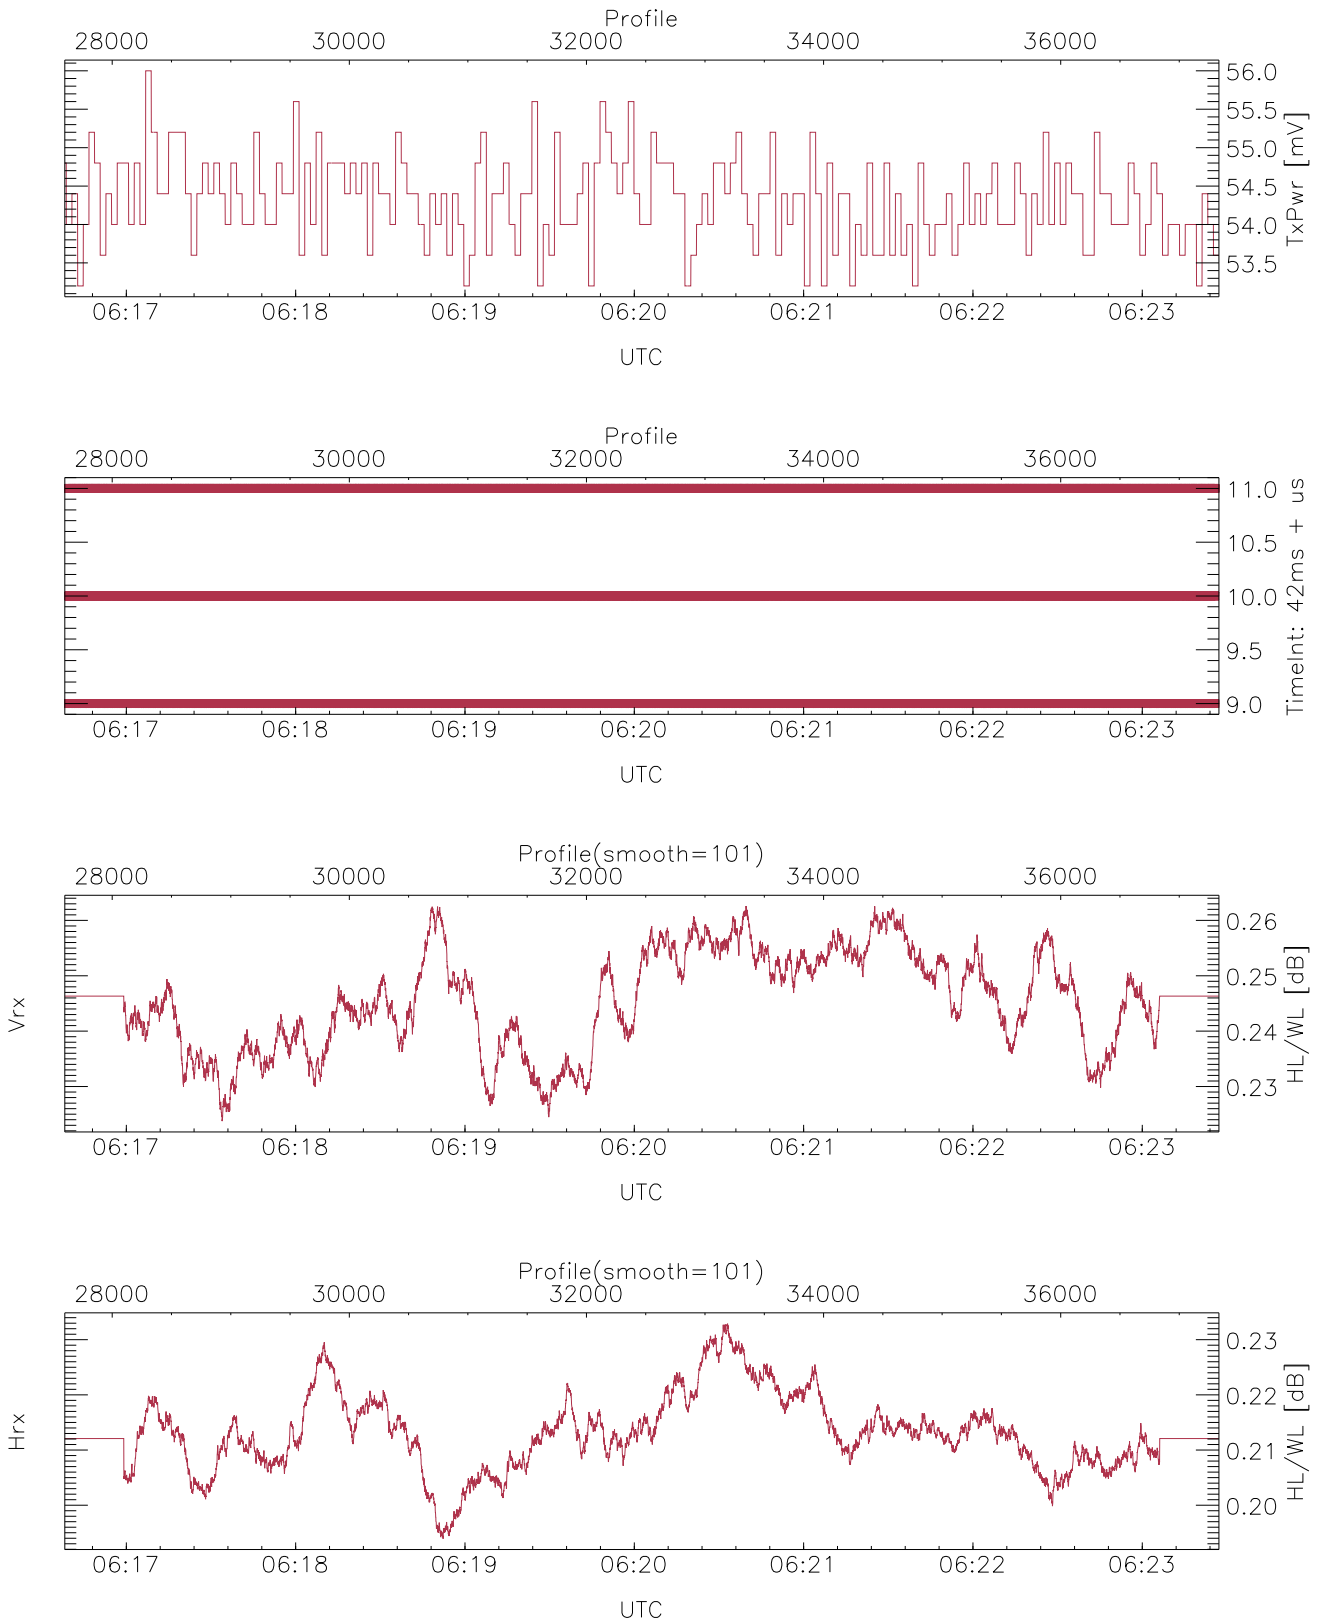 Profile
28000 30000 32000 34000 36000
56.0
55.5
55.0
54.5
54.0
53.5
TxPwr [mV]
06:17 06:18 06:19 06:20 06:21 06:22 06:23
UTC
Profile
28000 30000 32000 34000 36000
11.0
10.5
10.0
9.5
9.0
TimeInt: 42ms + us
06:17 06:18 06:19 06:20 06:21 06:22 06:23
UTC
Profile(smooth=101)
28000 30000 32000 34000 36000
Vrx
0.26
0.25
0.24
0.23
HL/WL [dB]
06:17 06:18 06:19 06:20 06:21 06:22 06:23
UTC
Profile(smooth=101)
28000 30000 32000 34000 36000
Hrx
0.23
0.22
0.21
0.20
HL/WL [dB]
06:17 06:18 06:19 06:20 06:21 06:22 06:23
UTC